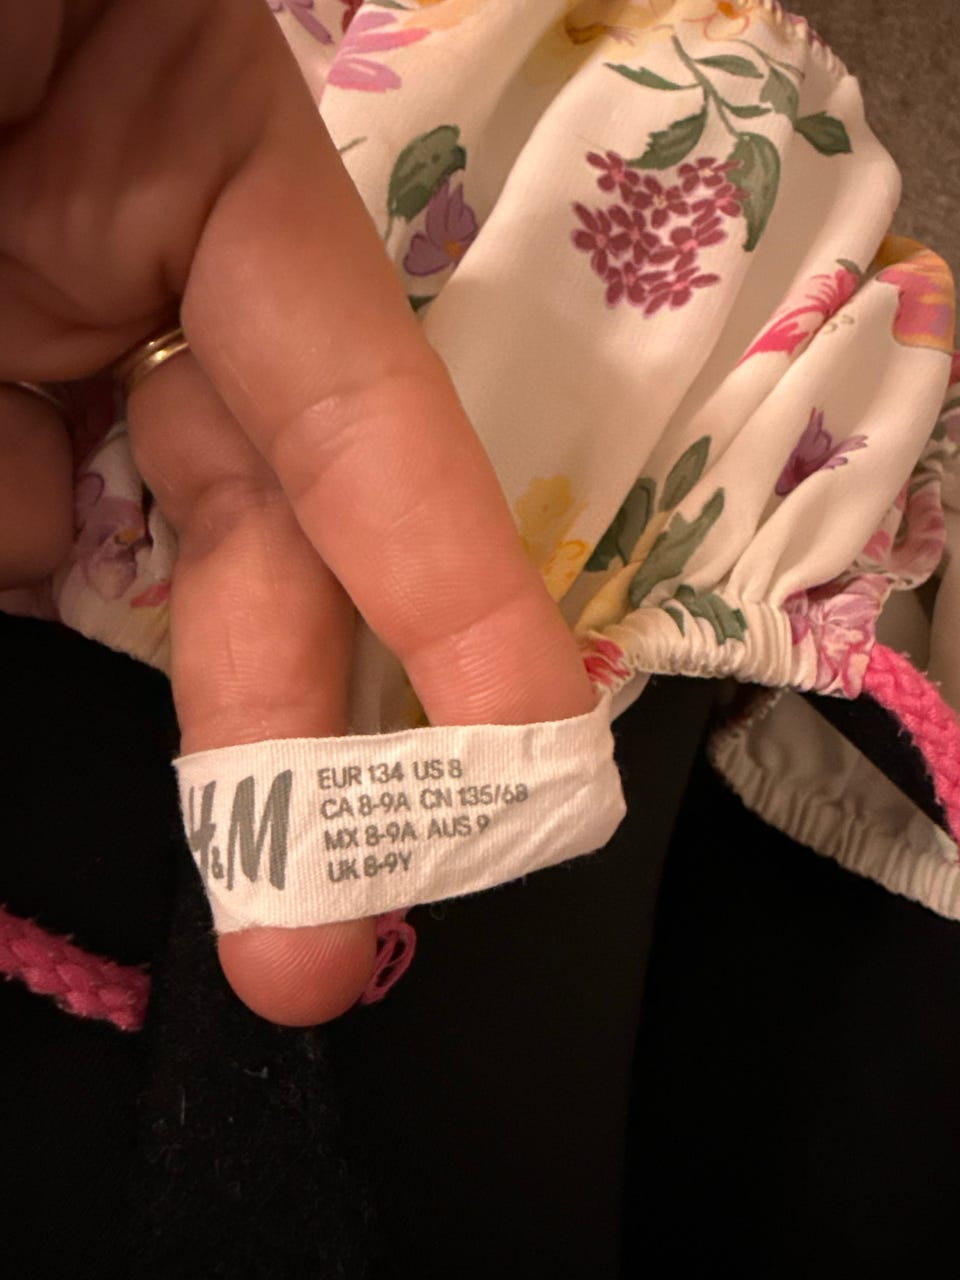 H&M
EUR 134 US 8
CA 8-9A CN 135/68
MX 8-9A AUS 9
UK 8-9Y